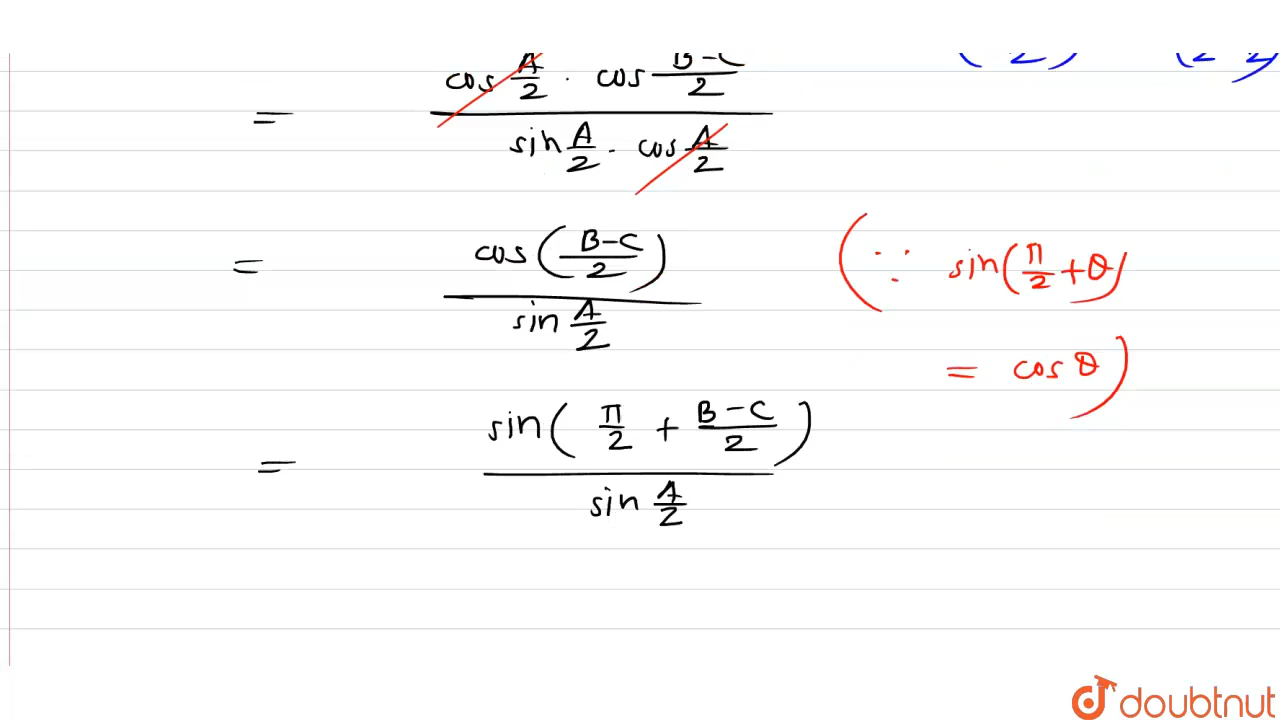 = (cos A/2 · cos (B-C)/2) / (sin A/2 · cos A/2)
= cos((B-C)/2) / sin A/2
(∵ sin(π/2 + θ)
= cos θ)
= sin(π/2 + (B-C)/2) / sin A/2
doubtnut